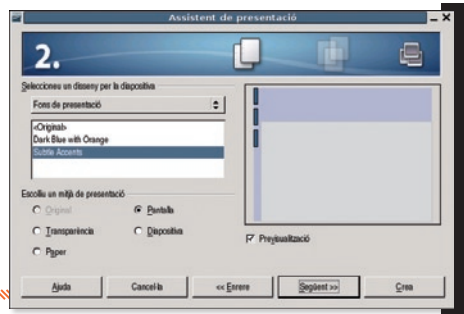 Assistent de presentació
2.
Seleccioneu un disseny per la diapositiva
Fons de presentació
<Original>
Dark Blue with Orange
Subtle Accents
Escolliu un mitjà de presentació
Original
Pantalla
Transparència
Diapositiva
Paper
Previsualització
Ajuda
Cancel·la
<< Enrere
Següent >>
Crea